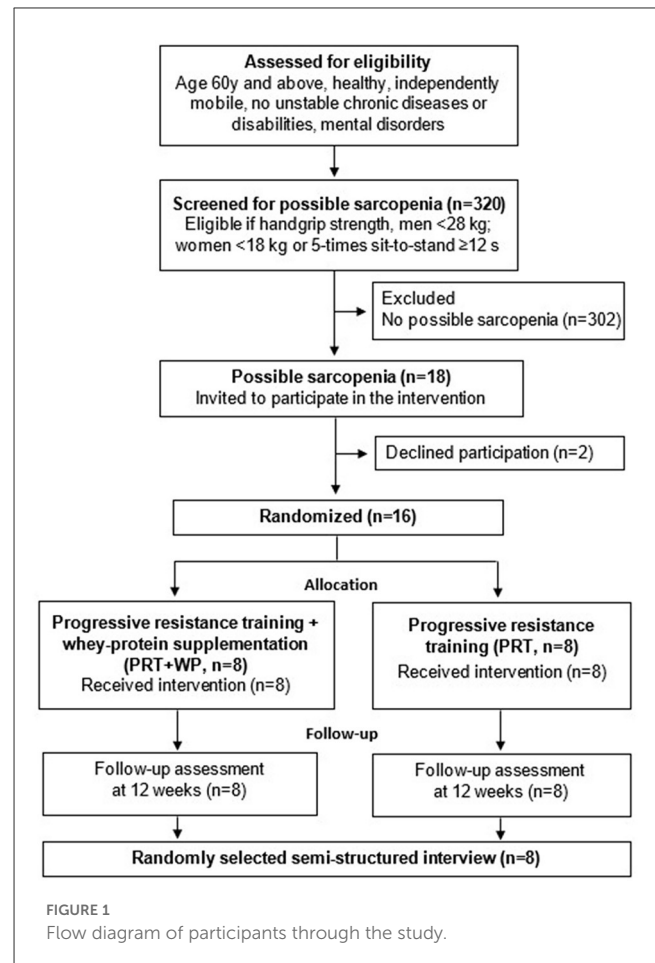 Assessed for eligibility
Age 60y and above, healthy, independently
mobile, no unstable chronic diseases or
disabilities, mental disorders
Screened for possible sarcopenia (n=320)
Eligible if handgrip strength, men <28 kg;
women <18 kg or 5-times sit-to-stand ≥12 s
Excluded
No possible sarcopenia (n=302)
Possible sarcopenia (n=18)
Invited to participate in the intervention
Declined participation (n=2)
Randomized (n=16)
Allocation
Progressive resistance training +
whey-protein supplementation
(PRT+WP, n=8)
Received intervention (n=8)
Progressive resistance
training (PRT, n=8)
Received intervention (n=8)
Follow-up
Follow-up assessment
at 12 weeks (n=8)
Follow-up assessment
at 12 weeks (n=8)
Randomly selected semi-structured interview (n=8)
FIGURE 1
Flow diagram of participants through the study.